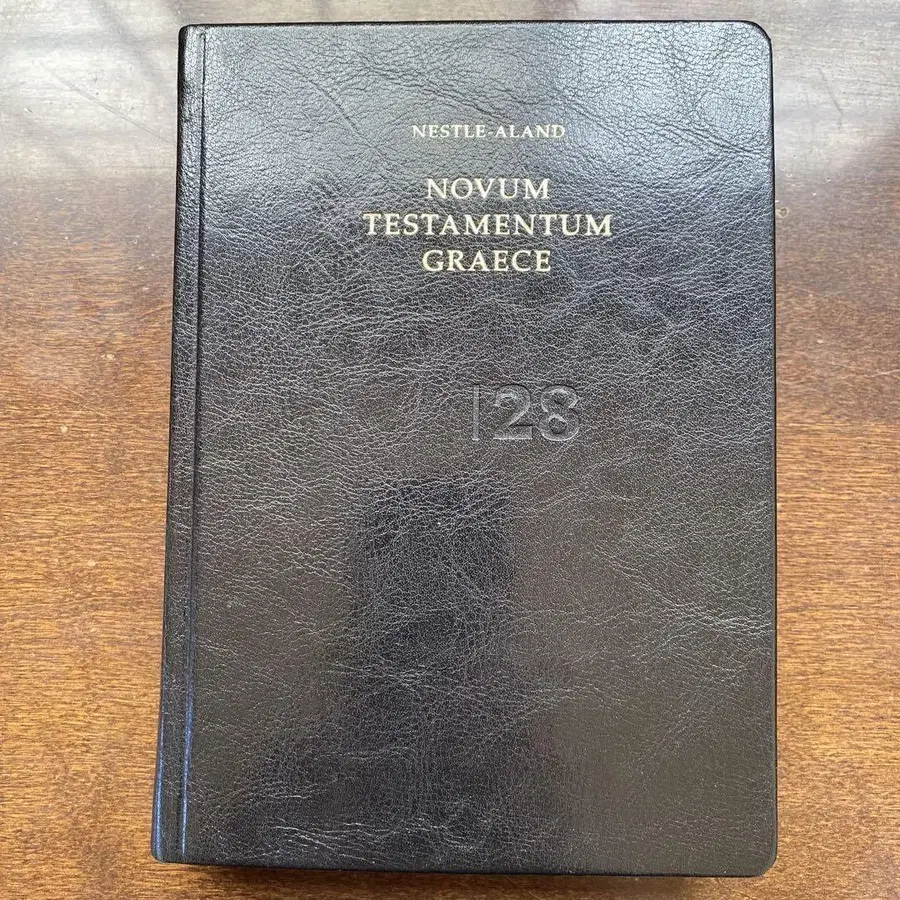 NESTLE-ALAND
NOVUM
TESTAMENTUM
GRAECE
28